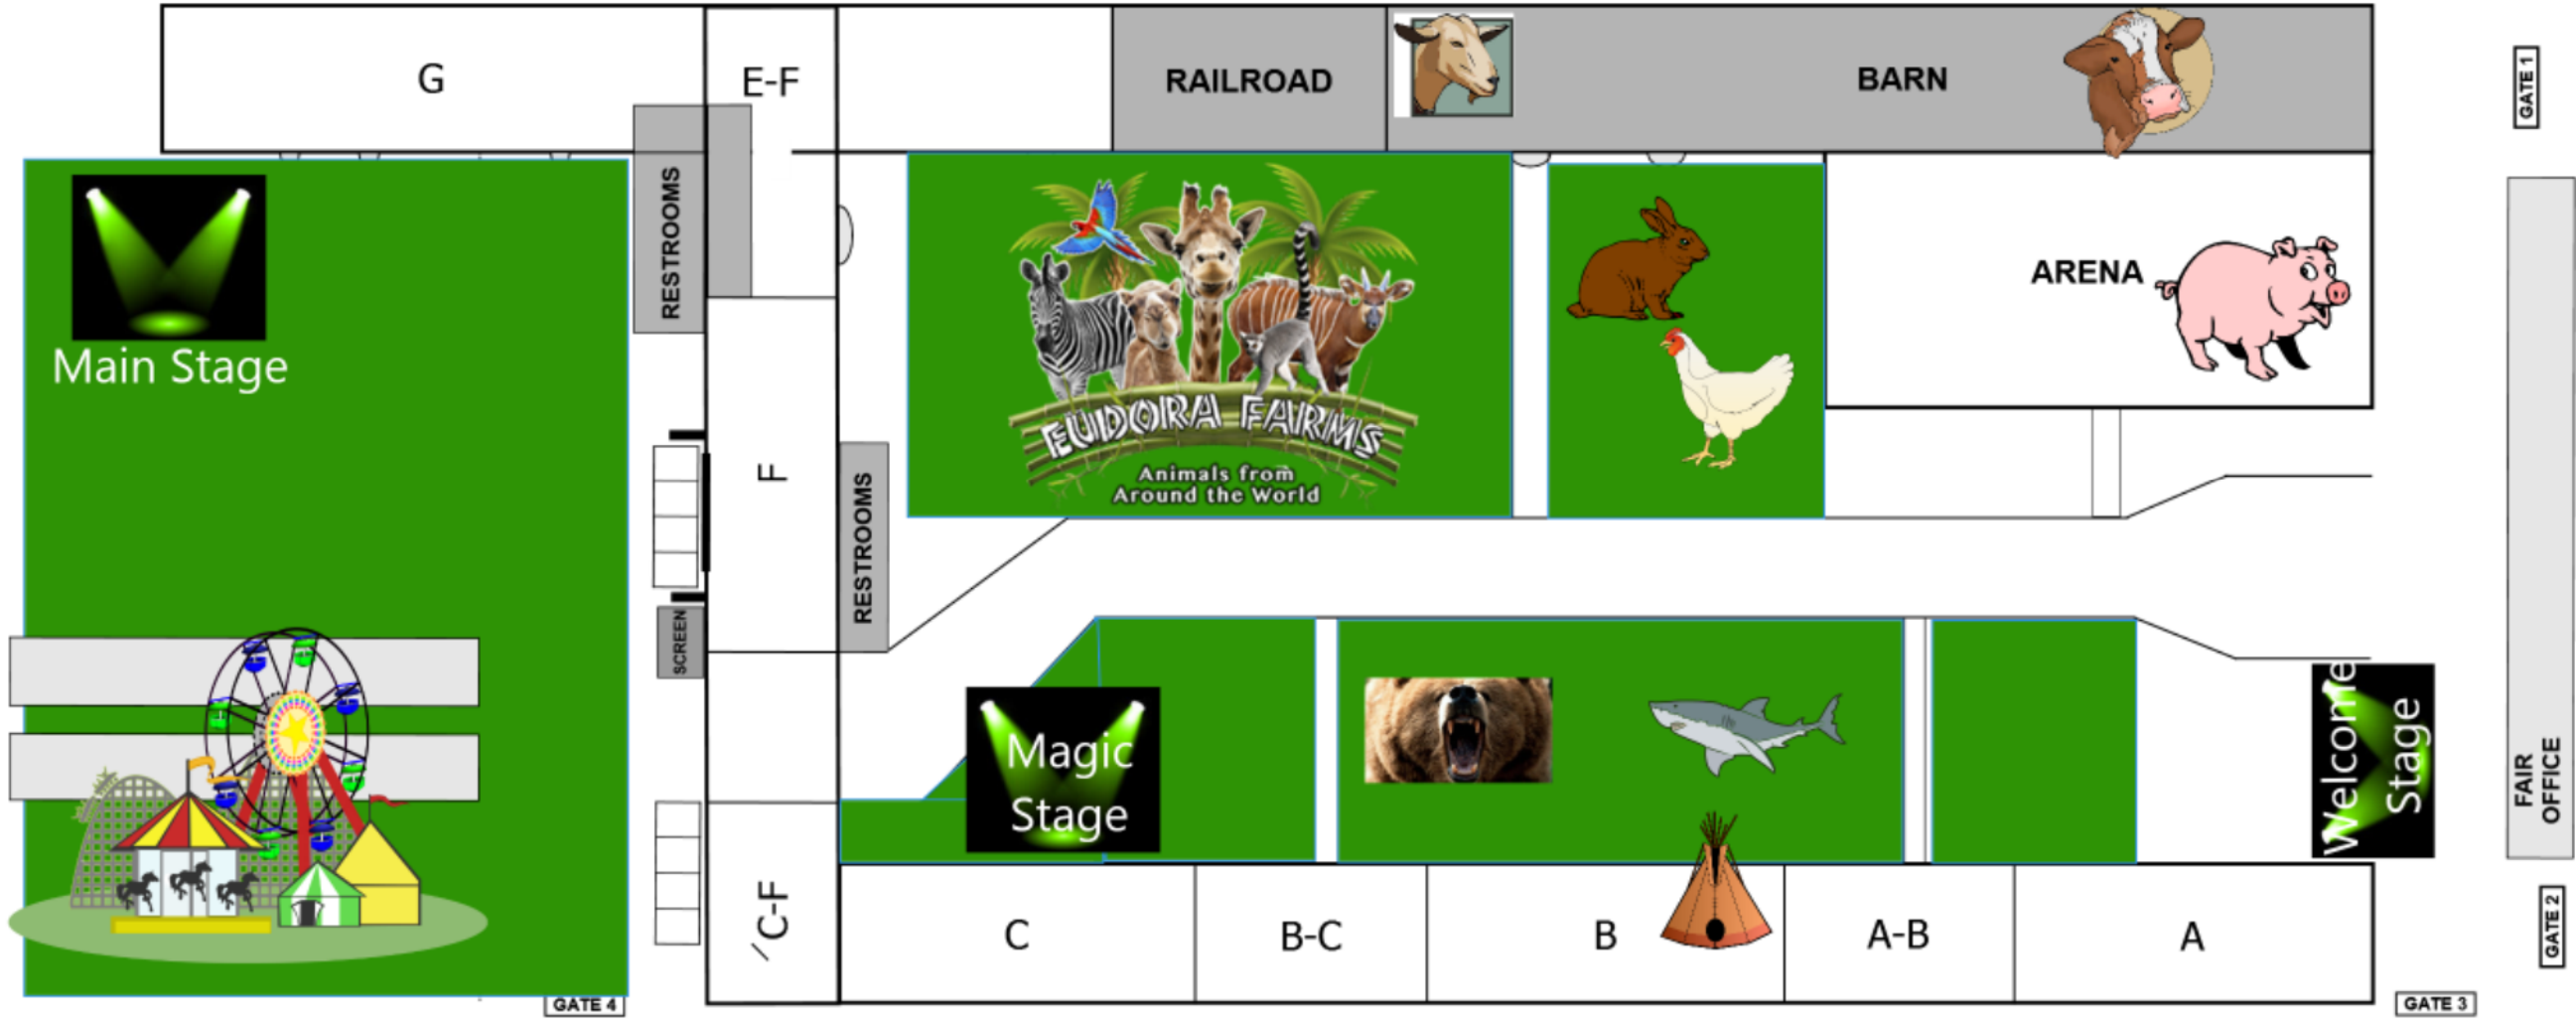 G
E-F
RAILROAD
BARN
GATE 1
RESTROOMS
Main Stage
EUDORA FARMS
Animals from
Around the World
ARENA
F
RESTROOMS
SCREEN
Magic
Stage
Welcome
Stage
FAIR
OFFICE
C-F
C
B-C
B
A-B
A
GATE 2
GATE 4
GATE 3